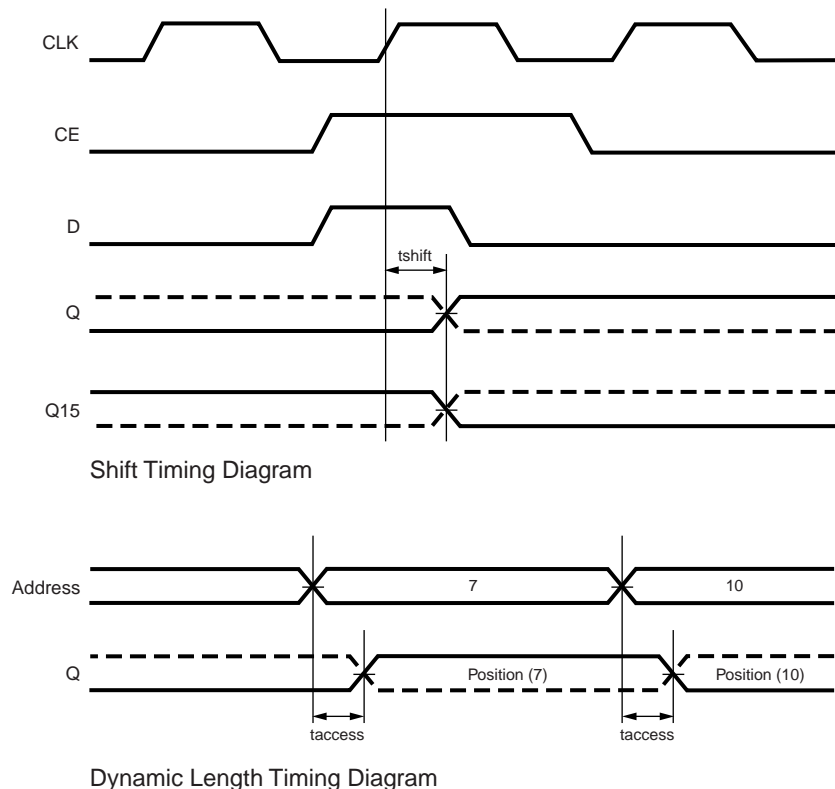 CLK
CE
D
tshift
Q
Q15
Shift Timing Diagram
Address 7 10
Q Position (7) Position (10)
taccess taccess
Dynamic Length Timing Diagram